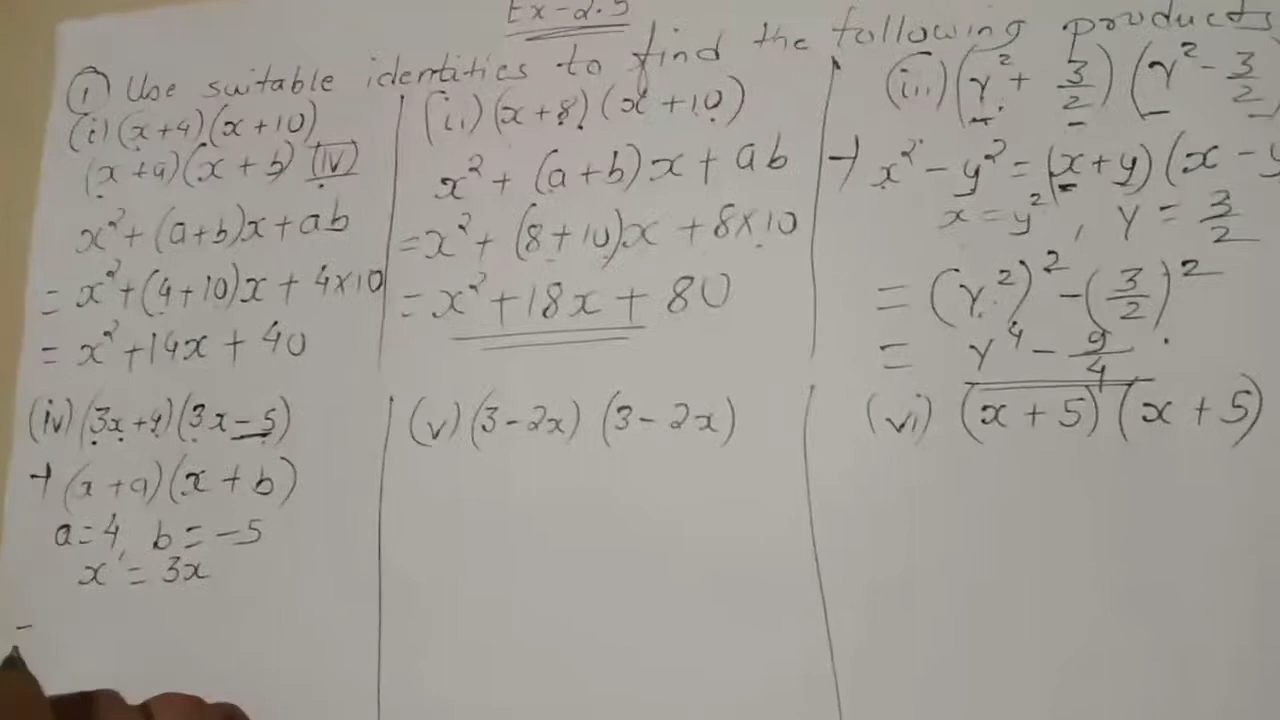 Ex-2.5
① Use suitable identities to find the following products
(i) (x+4)(x+10)
(x+a)(x+b) (iv)
x²+(a+b)x+ab
= x²+(4+10)x+4×10
= x²+14x+40
(ii) (x+8)(x+10)
x²+(a+b)x+ab
= x²+(8+10)x+8×10
= x²+18x+80
(iii) (y²+3/2)(y²-3/2
→ x²-y²=(x+y)(x-y
x=y², y=3/2
= (y²)²-(3/2)²
= y⁴-9/4
(iv) (3x+4)(3x-5)
→ (x+a)(x+b)
a=4, b=-5
x=3x
(v) (3-2x) (3-2x)
(vi) (x+5) (x+5)